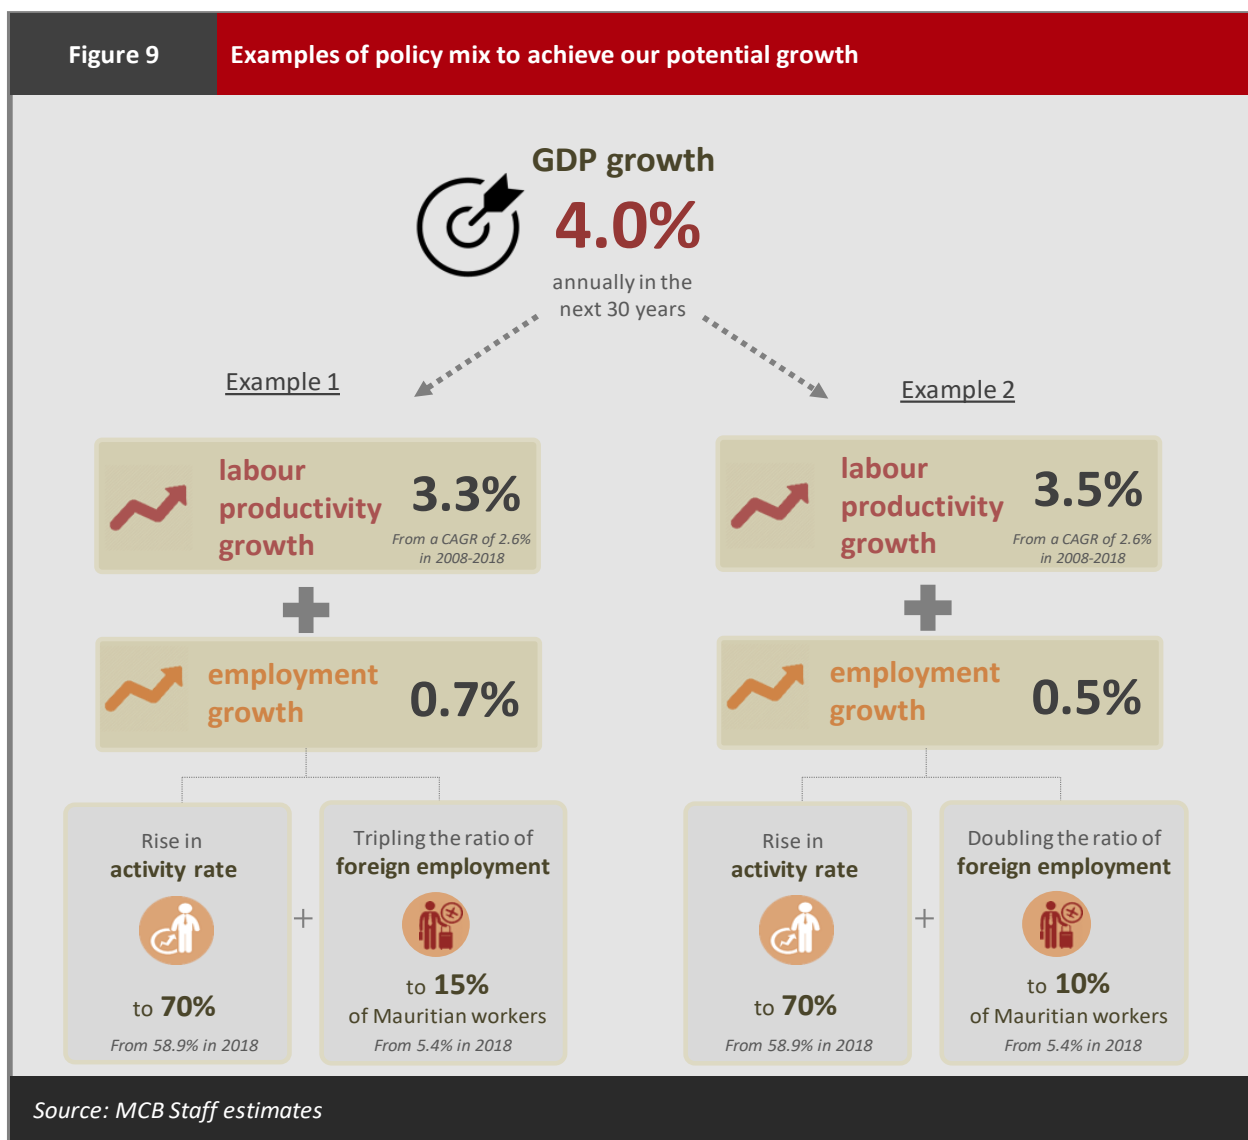 Figure 9
Examples of policy mix to achieve our potential growth
GDP growth
4.0%
annually in the
next 30 years
Example 1
labour
productivity
growth
3.3%
From a CAGR of 2.6%
in 2008-2018
employment
growth
0.7%
Rise in
activity rate
to 70%
From 58.9% in 2018
+
Tripling the ratio of
foreign employment
to 15%
of Mauritian workers
From 5.4% in 2018
Example 2
labour
productivity
growth
3.5%
From a CAGR of 2.6%
in 2008-2018
employment
growth
0.5%
Rise in
activity rate
to 70%
From 58.9% in 2018
+
Doubling the ratio of
foreign employment
to 10%
of Mauritian workers
From 5.4% in 2018
Source: MCB Staff estimates